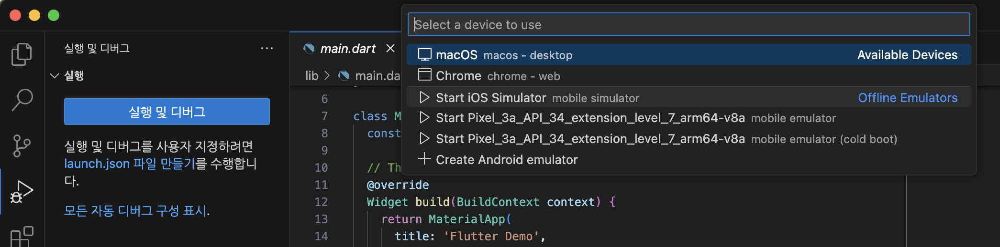 실행 및 디버그
실행
실행 및 디버그
실행 및 디버그를 사용자 지정하려면
launch.json 파일 만들기를 수행합니
다.
모든 자동 디버그 구성 표시.
main.dart
lib > main.da
6
7 class M
8 const
9
10 // Th
11 @override
12 Widget build(BuildContext context) {
13 return MaterialApp(
14 title: 'Flutter Demo',
Select a device to use
macOS macos - desktop Available Devices
Chrome chrome - web
Start iOS Simulator mobile simulator Offline Emulators
Start Pixel_3a_API_34_extension_level_7_arm64-v8a mobile emulator
Start Pixel_3a_API_34_extension_level_7_arm64-v8a mobile emulator (cold boot)
Create Android emulator